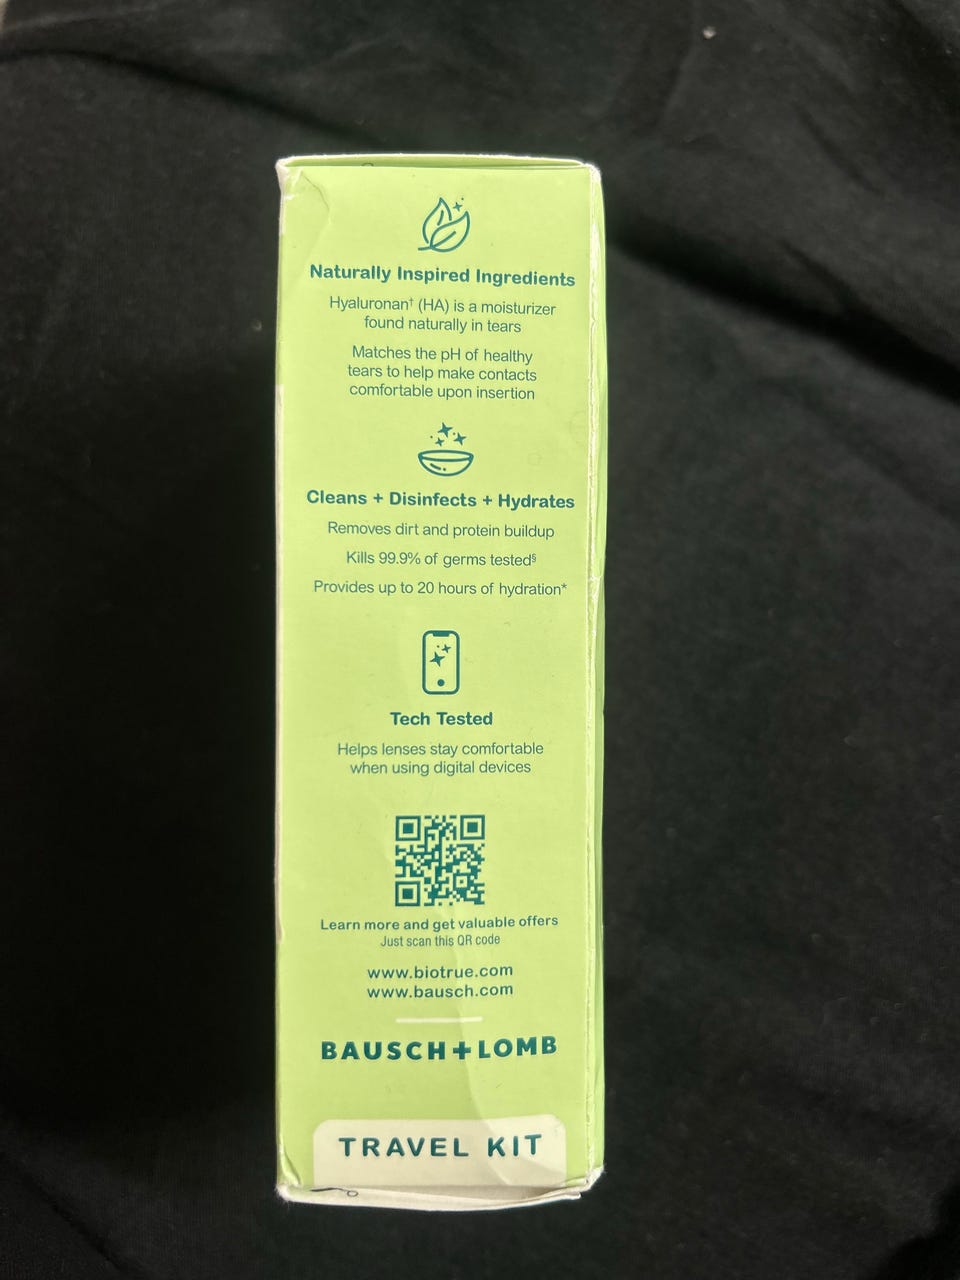 Naturally Inspired Ingredients
Hyaluronan† (HA) is a moisturizer
found naturally in tears
Matches the pH of healthy
tears to help make contacts
comfortable upon insertion
Cleans + Disinfects + Hydrates
Removes dirt and protein buildup
Kills 99.9% of germs tested§
Provides up to 20 hours of hydration*
Tech Tested
Helps lenses stay comfortable
when using digital devices
Learn more and get valuable offers
Just scan this QR code
www.biotrue.com
www.bausch.com
BAUSCH+LOMB
TRAVEL KIT